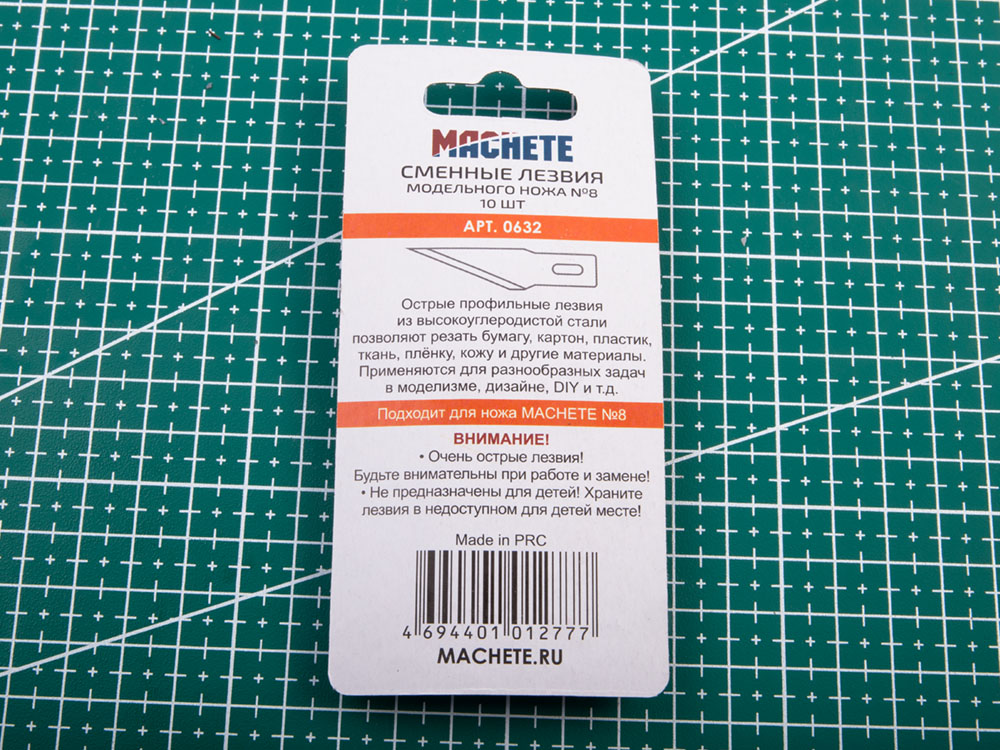 MACHETE
СМЕННЫЕ ЛЕЗВИЯ
МОДЕЛЬНОГО НОЖА №8
10 ШТ
АРТ. 0632
Острые профильные лезвия
из высокоуглеродистой стали
позволяют резать бумагу, картон, пластик,
ткань, плёнку, кожу и другие материалы.
Применяются для разнообразных задач
в моделизме, дизайне, DIY и т.д.
Подходит для ножа MACHETE №8
ВНИМАНИЕ!
• Очень острые лезвия!
Будьте внимательны при работе и замене!
• Не предназначены для детей! Храните
лезвия в недоступном для детей месте!
Made in PRC
4 694401 012777
MACHETE.RU